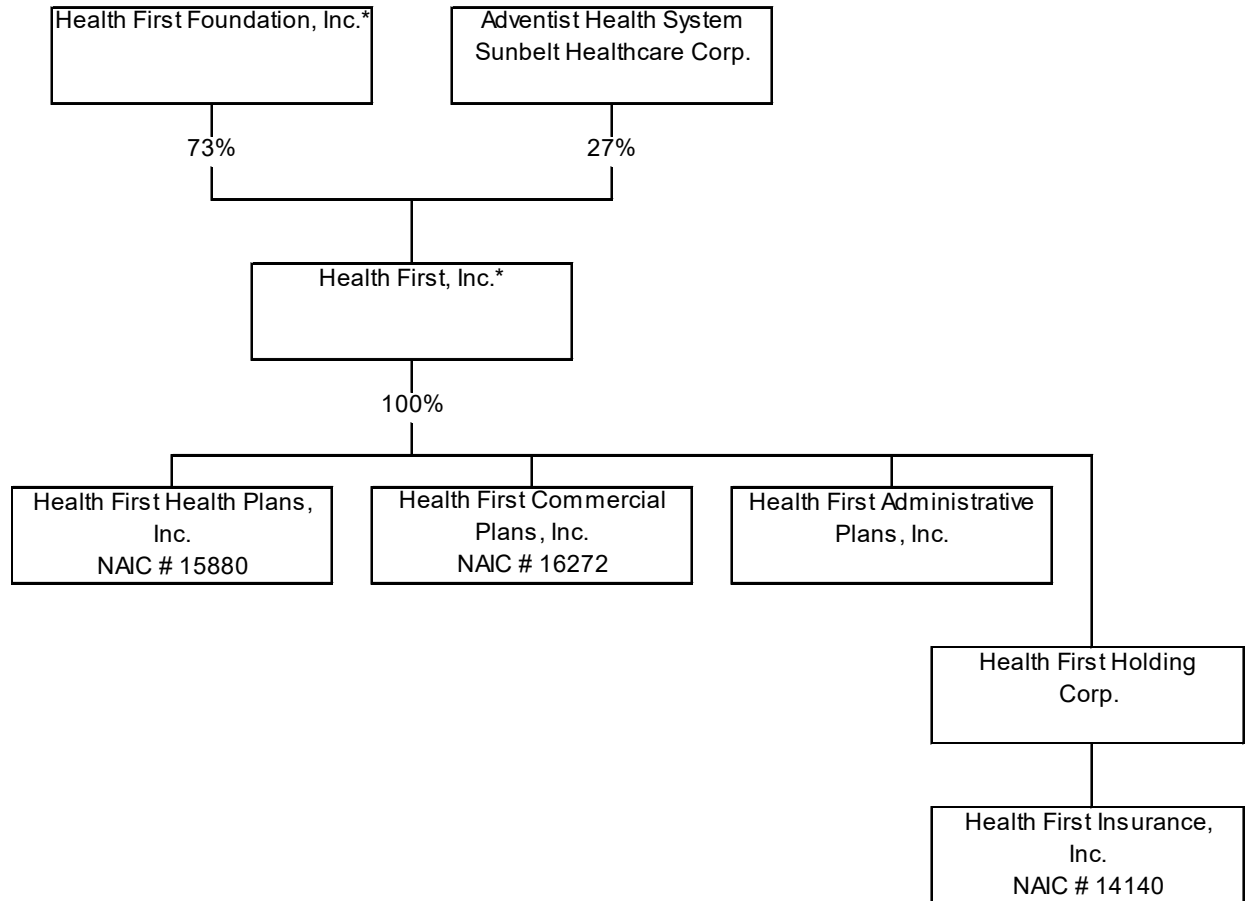 Health First Foundation, Inc.*
Adventist Health System
Sunbelt Healthcare Corp.
73%
27%
Health First, Inc.*
100%
Health First Health Plans,
Inc.
NAIC # 15880
Health First Commercial
Plans, Inc.
NAIC # 16272
Health First Administrative
Plans, Inc.
Health First Holding
Corp.
Health First Insurance,
Inc.
NAIC # 14140